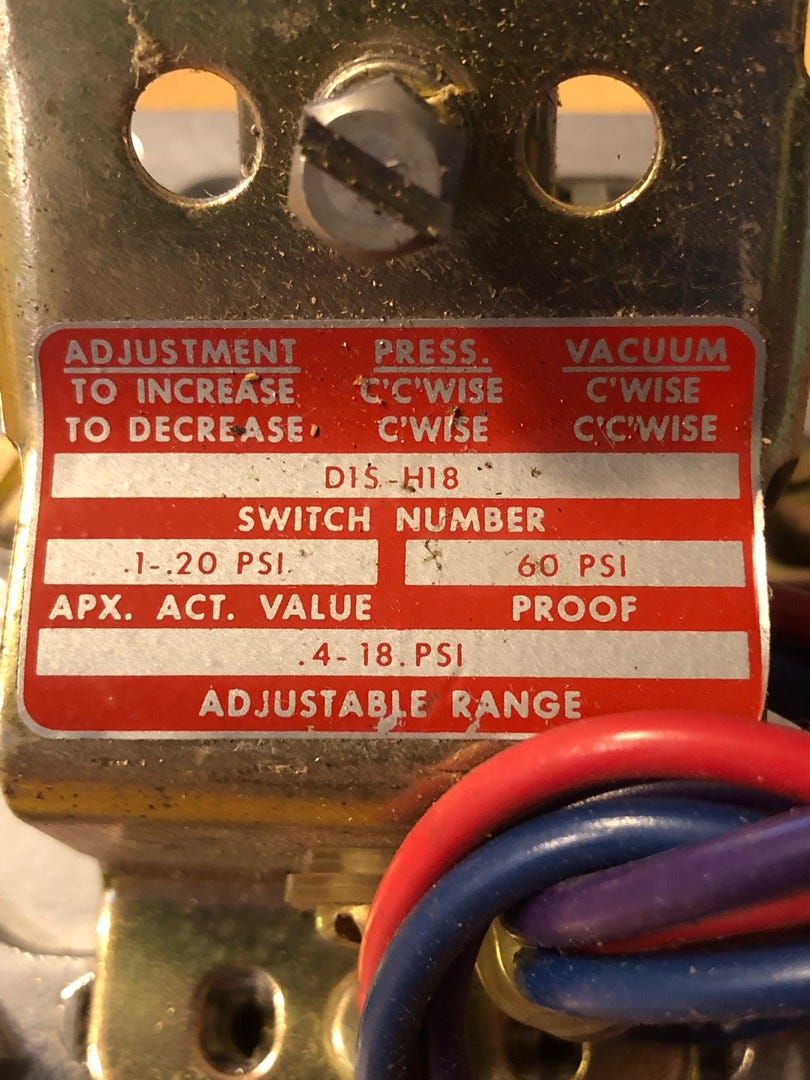 ADJUSTMENT PRESS. VACUUM
TO INCREASE C'C'WISE C'WISE
TO DECREASE C'WISE C'C'WISE
D1S-H18
SWITCH NUMBER
.1-.20 PSI. 60 PSI
APX. ACT. VALUE PROOF
.4-18.PSI
ADJUSTABLE RANGE